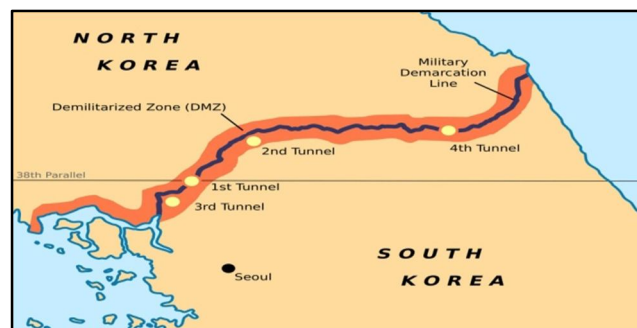 NORTH
KOREA
Military
Demarcation
Line
Demilitarized Zone (DMZ)
2nd Tunnel
4th Tunnel
38th Parallel
1st Tunnel
3rd Tunnel
SOUTH
KOREA
Seoul